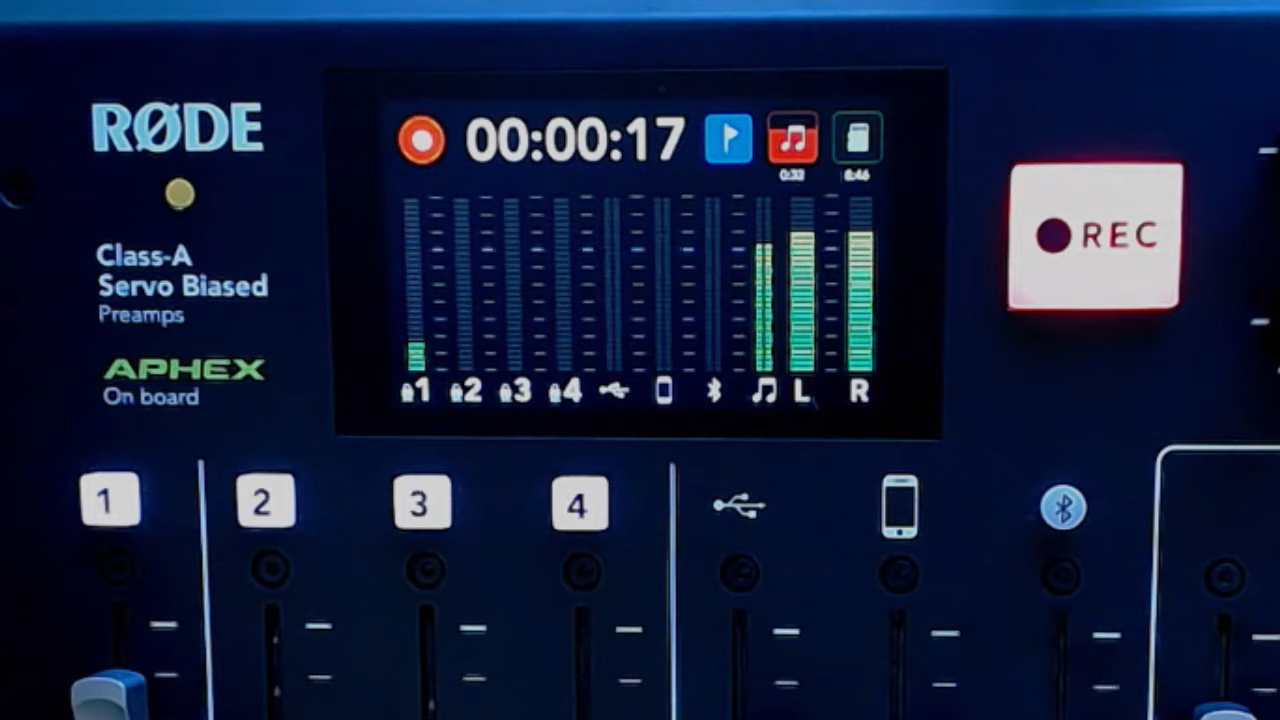 RØDE
Class-A
Servo Biased
Preamps
APHEX
On board
00:00:17
0:33 8:46
1 2 3 4 L R
REC
1 2 3 4